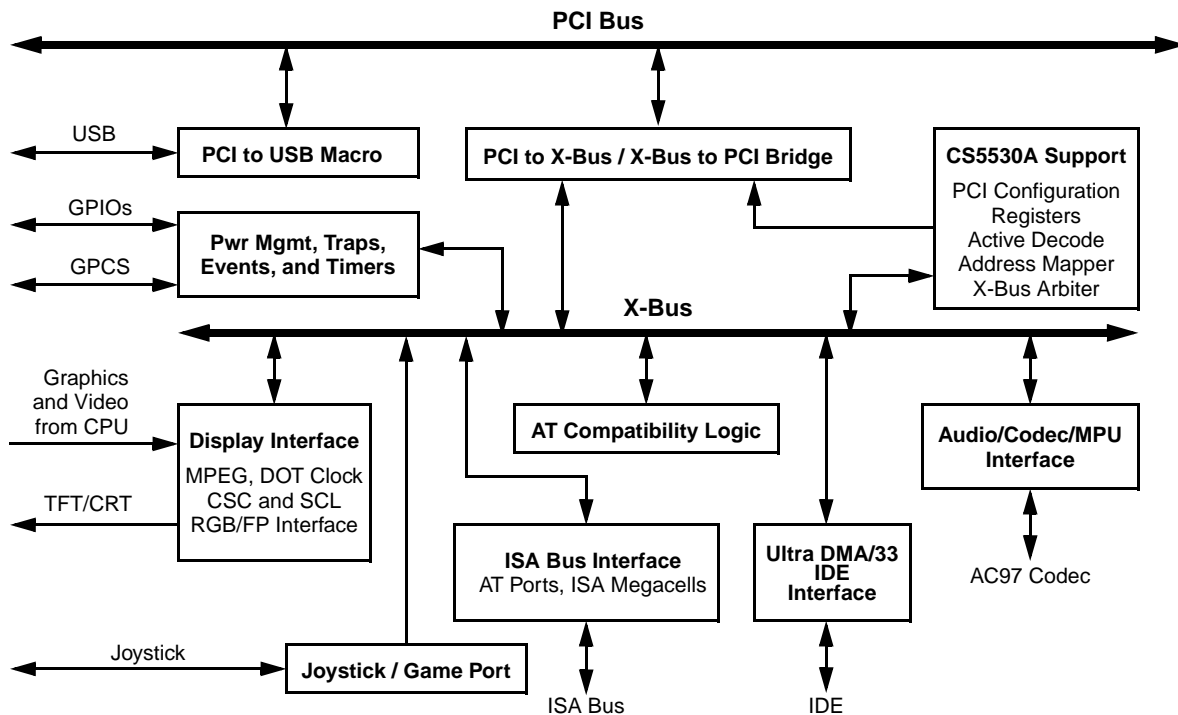 PCI Bus
USB
PCI to USB Macro
PCI to X-Bus / X-Bus to PCI Bridge
CS5530A Support
PCI Configuration
Registers
Active Decode
Address Mapper
X-Bus Arbiter
GPIOs
GPCS
Pwr Mgmt, Traps,
Events, and Timers
X-Bus
Graphics
and Video
from CPU
TFT/CRT
Display Interface
MPEG, DOT Clock
CSC and SCL
RGB/FP Interface
AT Compatibility Logic
Audio/Codec/MPU
Interface
AC97 Codec
ISA Bus Interface
AT Ports, ISA Megacells
Ultra DMA/33
IDE
Interface
Joystick
Joystick / Game Port
ISA Bus
IDE